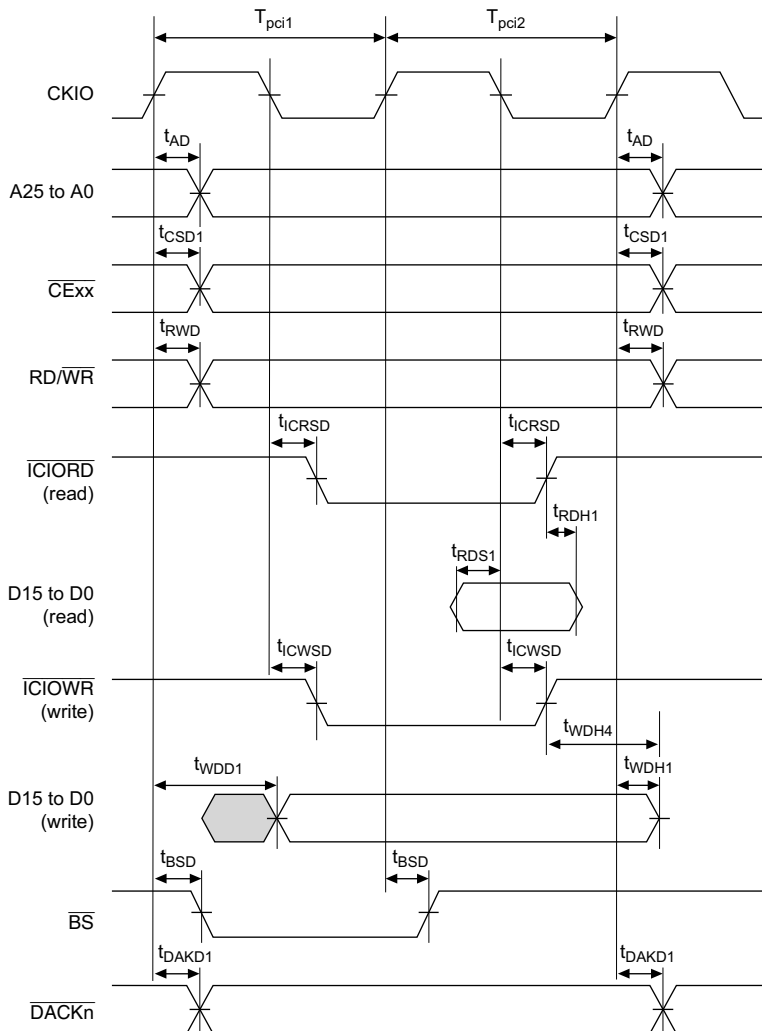 Tpci1 Tpci2
CKIO
tAD tAD
A25 to A0
tCSD1 tCSD1
CExx
tRWD tRWD
RD/WR
tICRSD tICRSD
ICIORD
(read)
tRDH1
tRDS1
D15 to D0
(read)
tICWSD tICWSD
ICIOWR
(write)
tWDH4
tWDD1 tWDH1
D15 to D0
(write)
tBSD tBSD
BS
tDAKD1 tDAKD1
DACKn